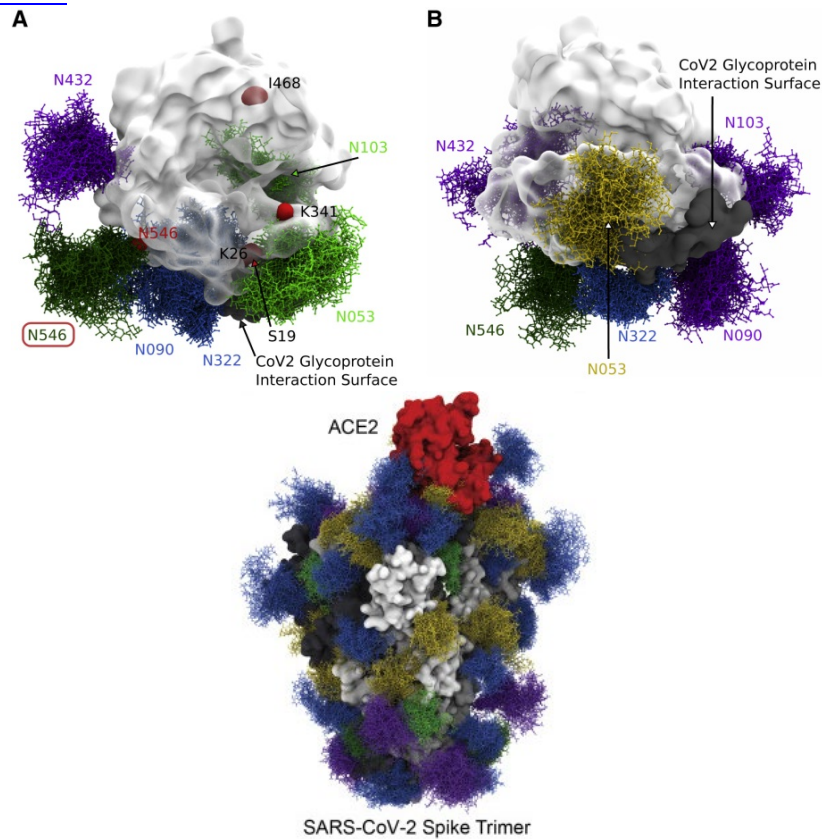 A
B
N432
I468
N103
K341
N546
K26
N546
N053
S19
N090
N322
CoV2 Glycoprotein
Interaction Surface
CoV2 Glycoprotein
Interaction Surface
N432
N103
N546
N322
N090
N053
ACE2
SARS-CoV-2 Spike Trimer